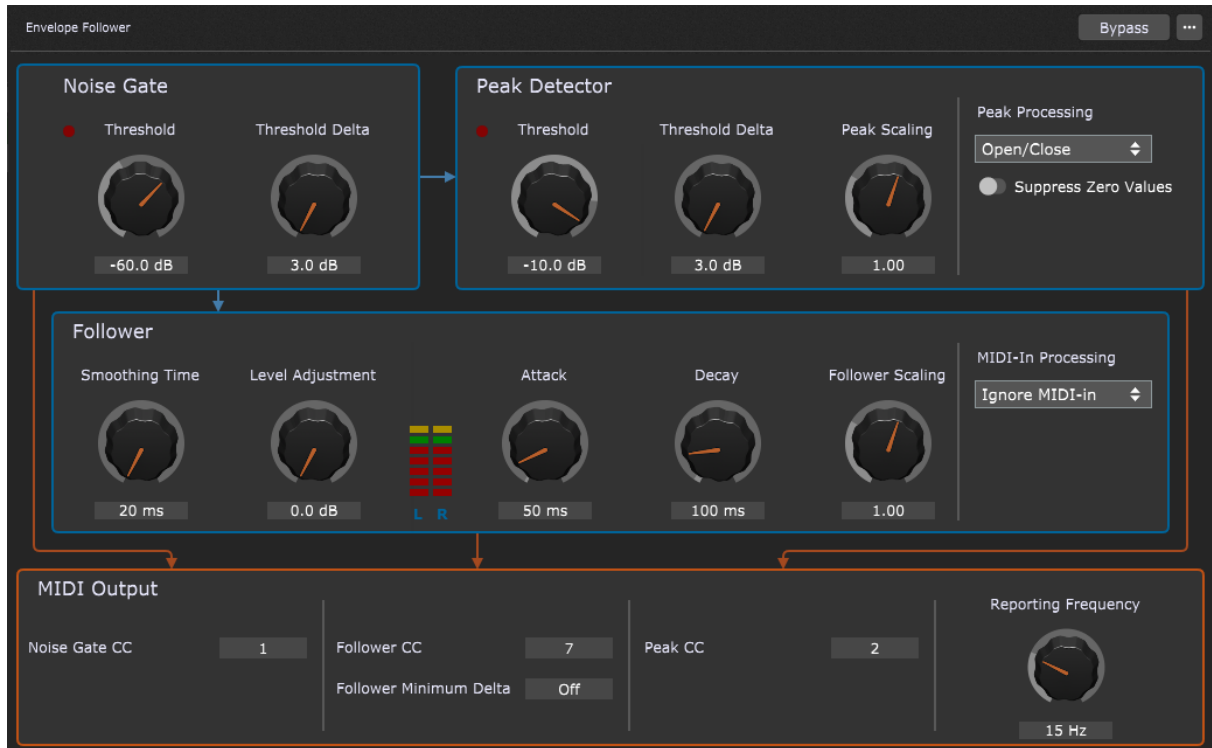 Envelope Follower
Bypass
Noise Gate
Threshold
Threshold Delta
-60.0 dB
3.0 dB
Peak Detector
Threshold
Threshold Delta
Peak Scaling
-10.0 dB
3.0 dB
1.00
Peak Processing
Open/Close
Suppress Zero Values
Follower
Smoothing Time
Level Adjustment
Attack
Decay
Follower Scaling
20 ms
0.0 dB
L R
50 ms
100 ms
1.00
MIDI-In Processing
Ignore MIDI-in
MIDI Output
Noise Gate CC
1
Follower CC
7
Follower Minimum Delta
Off
Peak CC
2
Reporting Frequency
15 Hz